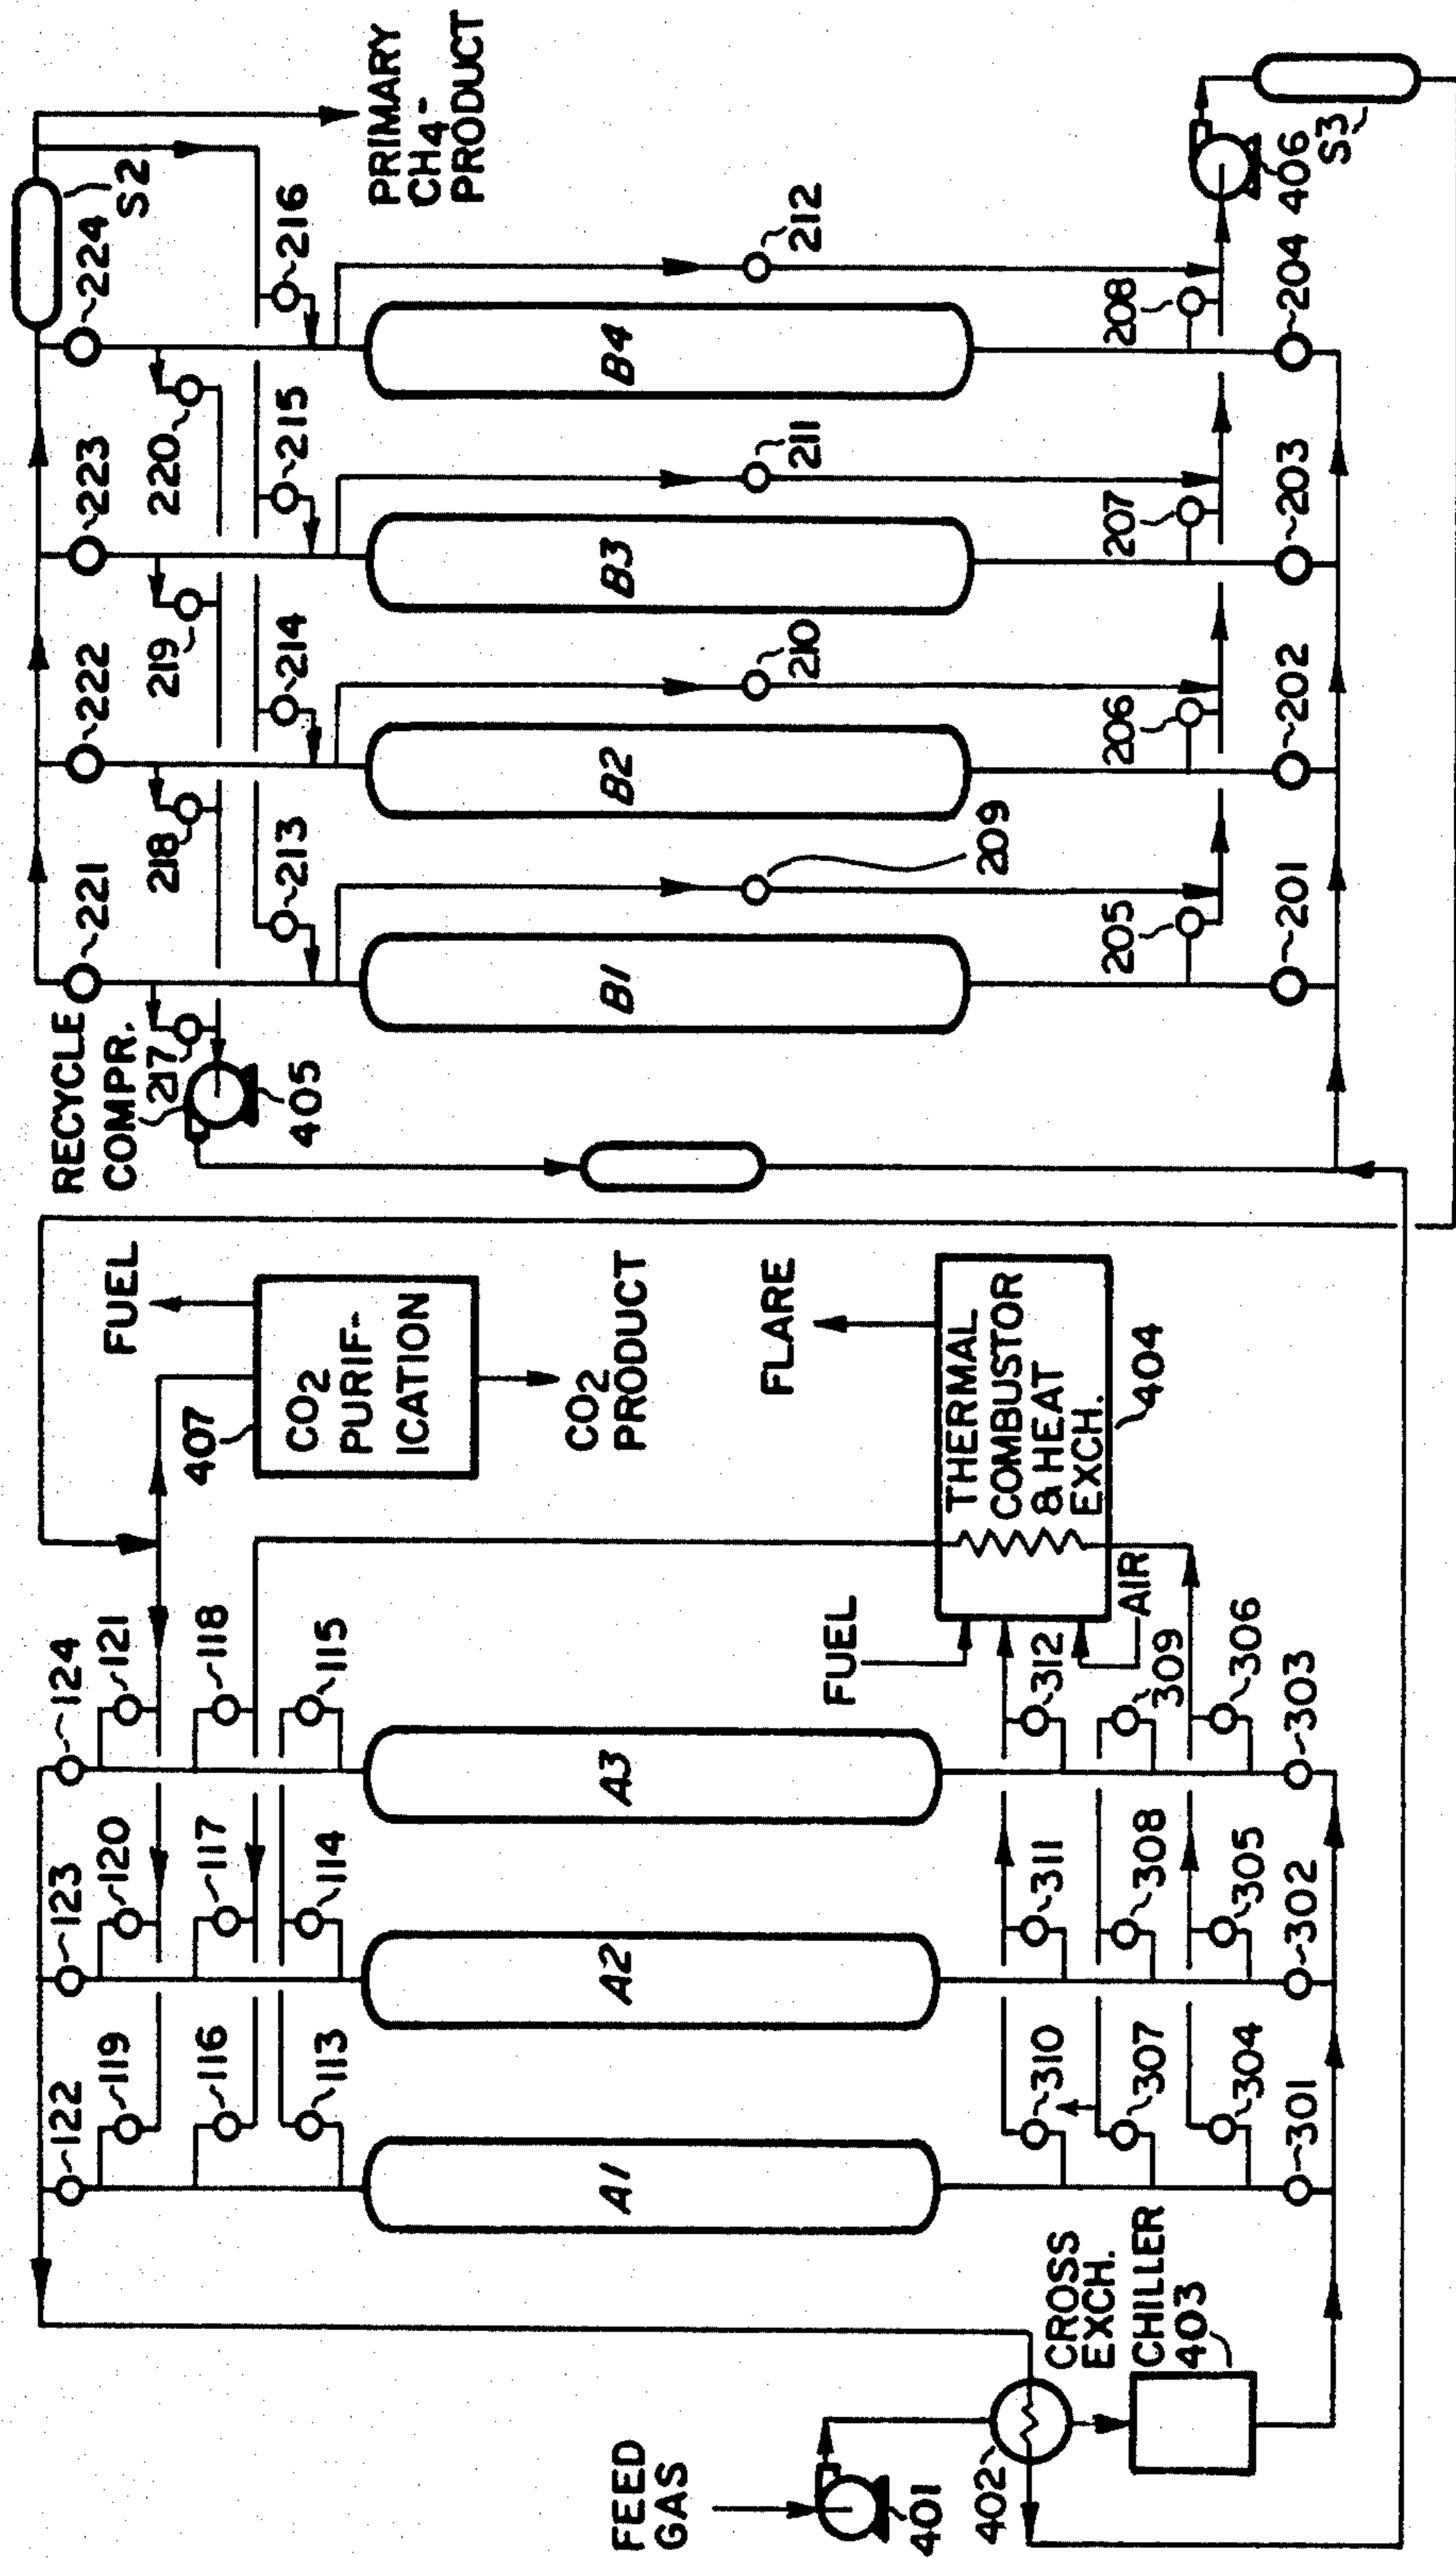 FEED
GAS
401
402
CROSS
EXCH.
CHILLER
403
122
123
124
119
120
121
116
117
118
113
114
115
A1
A2
A3
310
311
312
307
308
309
304
305
306
301
302
303
FUEL
AIR
THERMAL
COMBUSTOR
& HEAT
EXCH.
404
FLARE
407
CO2
PURIF-
ICATION
FUEL
CO2
PRODUCT
RECYCLE
COMPR.
405
221
222
223
224
S2
217
218
219
220
213
214
215
216
PRIMARY
CH4-
PRODUCT
B1
B2
B3
B4
209
210
211
212
205
206
207
208
201
202
203
204
406
S3